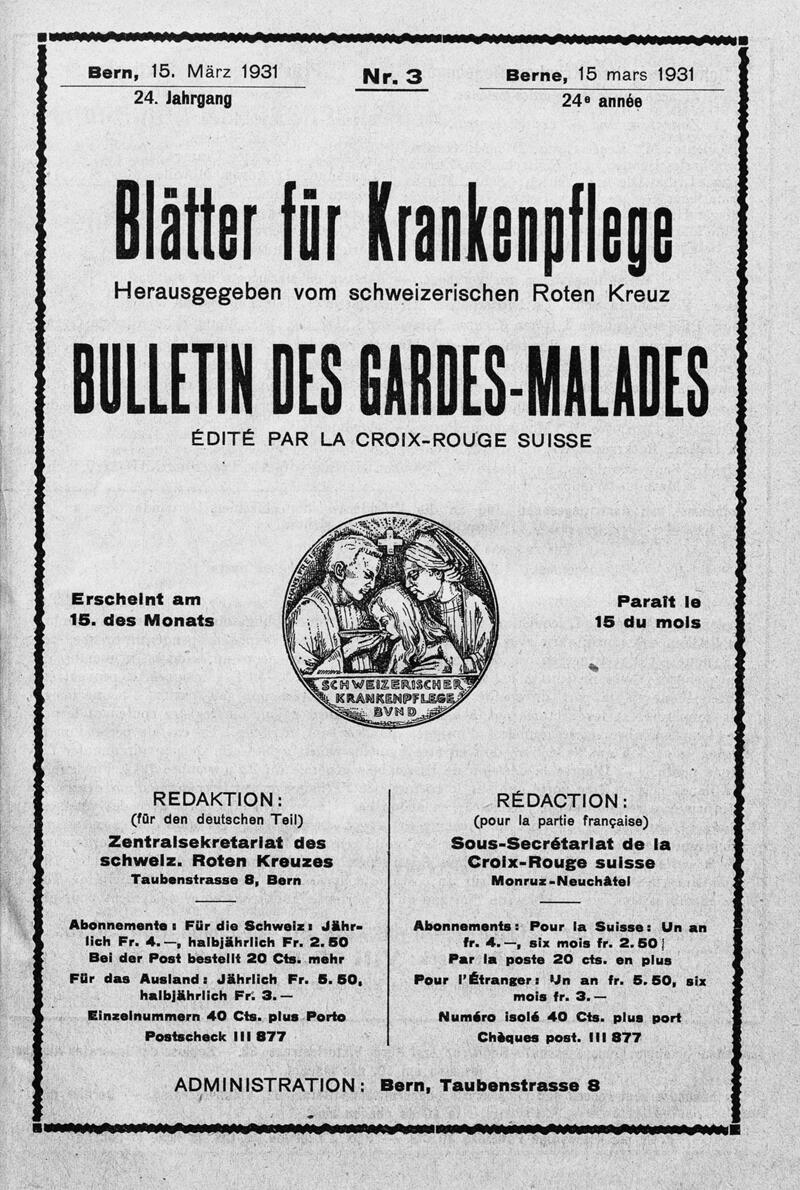 Bern, 15. März 1931
24. Jahrgang
Nr. 3
Berne, 15 mars 1931
24e année
Blätter für Krankenpflege
Herausgegeben vom schweizerischen Roten Kreuz
BULLETIN DES GARDES-MALADES
ÉDITÉ PAR LA CROIX-ROUGE SUISSE
Erscheint am
15. des Monats
SCHWEIZERISCHER
KRANKENPFLEGE
BVND
Paraît le
15 du mois
REDAKTION:
(für den deutschen Teil)
Zentralsekretariat des
schweiz. Roten Kreuzes
Taubenstrasse 8, Bern
Abonnemente: Für die Schweiz: Jähr-
lich Fr. 4.—, halbjährlich Fr. 2.50
Bei der Post bestellt 20 Cts. mehr
Für das Ausland: Jährlich Fr. 5.50,
halbjährlich Fr. 3.—
Einzelnummern 40 Cts. plus Porto
Postscheck III 877
RÉDACTION:
(pour la partie française)
Sous-Secrétariat de la
Croix-Rouge suisse
Monruz-Neuchâtel
Abonnements: Pour la Suisse: Un an
fr. 4.—, six mois fr. 2.50;
Par la poste 20 cts. en plus
Pour l'Étranger: Un an fr. 5.50, six
mois fr. 3.—
Numéro isolé 40 Cts. plus port
Chèques post. III 877
ADMINISTRATION: Bern, Taubenstrasse 8